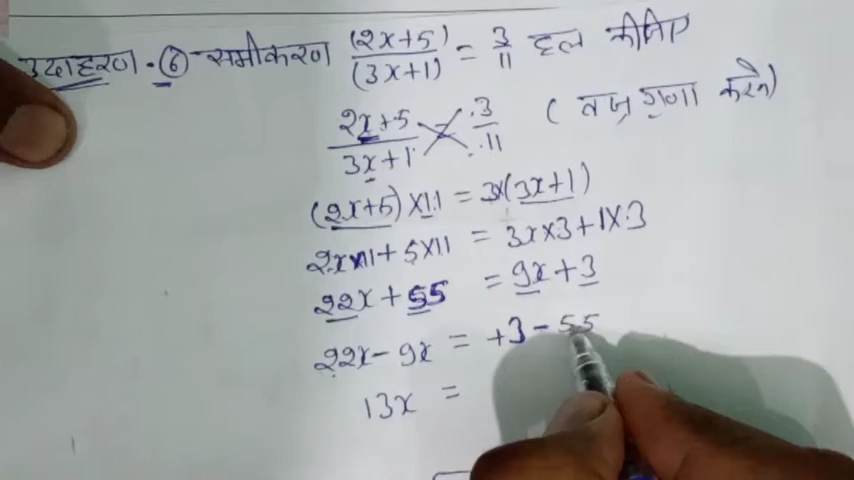 उदाहरण . ⑥ - समीकरण (2x+5)/(3x+1) = 3/11 हल कीजिए
2x+5/3x+1 = 3/11 ( वज्र गुणा करने)
(2x+5)×11 = 3×(3x+1)
2x×11+5×11 = 3x×3+1×3
22x+55 = 9x+3
22x-9x = +3-55
13x =